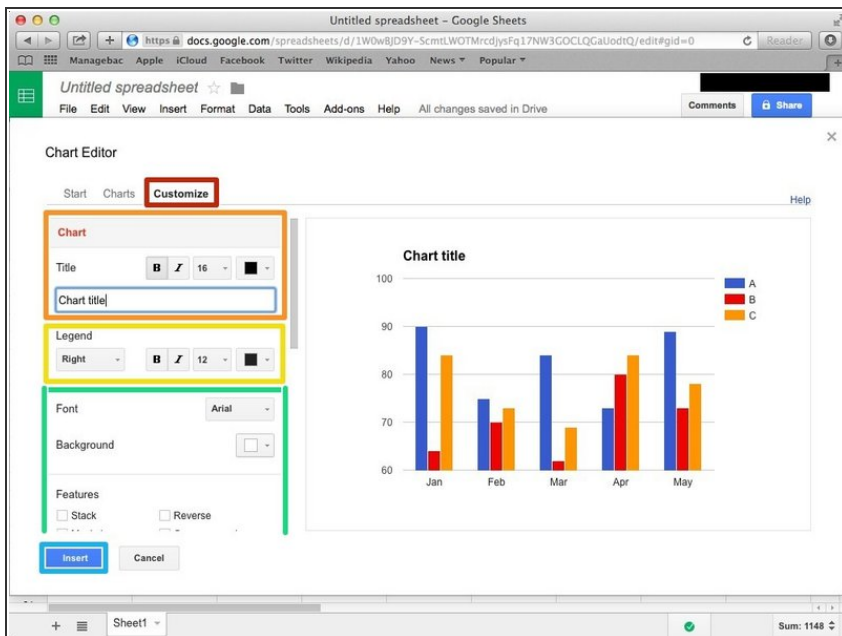 Untitled spreadsheet – Google Sheets
https docs.google.com/spreadsheets/d/1W0wBJD9Y-ScmtLWOTMrcdjysFq17NW3GOCLQGaUodtQ/edit#gid=0
Reader
Managebac Apple iCloud Facebook Twitter Wikipedia Yahoo News Popular
Untitled spreadsheet
File Edit View Insert Format Data Tools Add-ons Help All changes saved in Drive
Comments
Share
Chart Editor
Start Charts Customize
Help
Chart
Title B I 16
Chart title
Legend
Right B I 12
Font Arial
Background
Features
Stack Reverse
Insert Cancel
Chart title
100
90
80
70
60
Jan Feb Mar Apr May
A
B
C
Sheet1
Sum: 1148